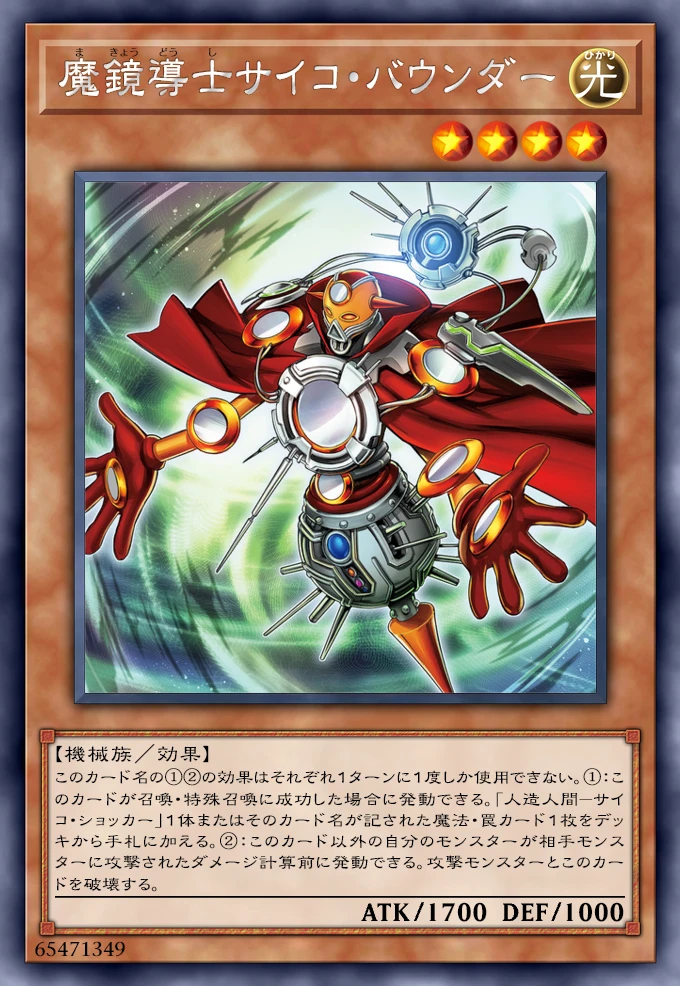 ま きょう どう し
魔鏡導士サイコ・バウンダー
ひかり
光
【機械族／効果】
このカード名の①②の効果はそれぞれ1ターンに1度しか使用できない。①:こ
のカードが召喚・特殊召喚に成功した場合に発動できる。「人造人間-サイ
コ・ショッカー」1体またはそのカード名が記された魔法・罠カード1枚をデッ
キから手札に加える。②:このカード以外の自分のモンスターが相手モンス
ターに攻撃されたダメージ計算前に発動できる。攻撃モンスターとこのカー
ドを破壊する。
ATK/1700 DEF/1000
65471349